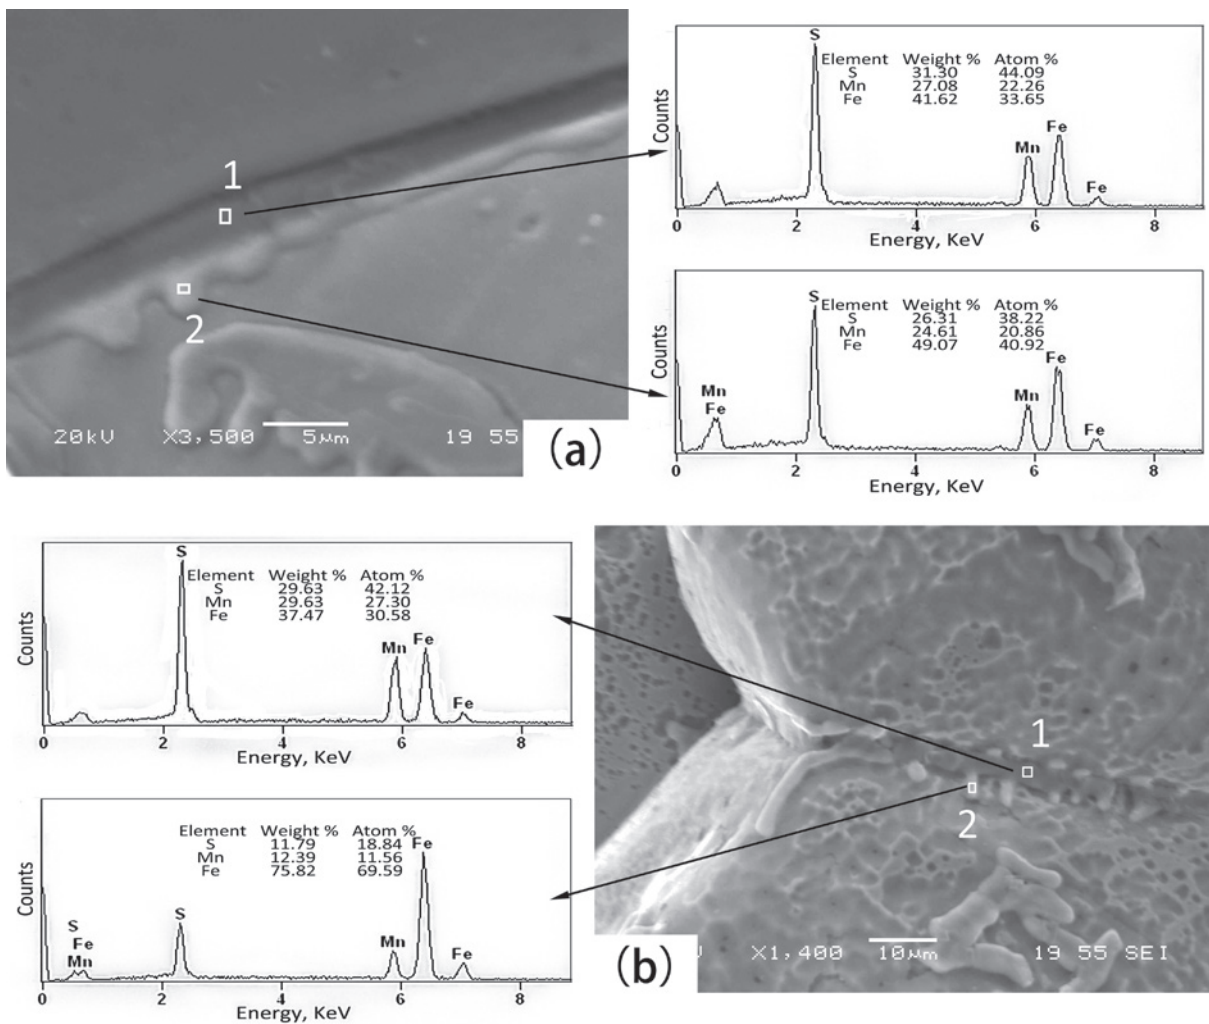 1
2
20kV X3,500 5μm 19 55
(a)
S
Element Weight % Atom %
S 31.30 44.09
Mn 27.08 22.26
Fe 41.62 33.65
Counts
Mn Fe Fe
0 2 4 6 8
Energy, KeV
S
Element Weight % Atom %
S 26.31 38.22
Mn 24.61 20.86
Fe 49.07 40.92
Counts
Mn
Fe
Mn Fe Fe
0 2 4 6 8
Energy, KeV
S
Element Weight % Atom %
S 29.63 42.12
Mn 29.63 27.30
Fe 37.47 30.58
Counts
Mn Fe Fe
0 2 4 6 8
Energy, KeV
Element Weight % Atom %
S 11.79 18.84
Mn 12.39 11.56
Fe 75.82 69.59
Counts
S
Fe
Mn
S Mn Fe Fe
0 2 4 6 8
Energy, KeV
1
2
X1,400 10μm 19 55 SEI
(b)